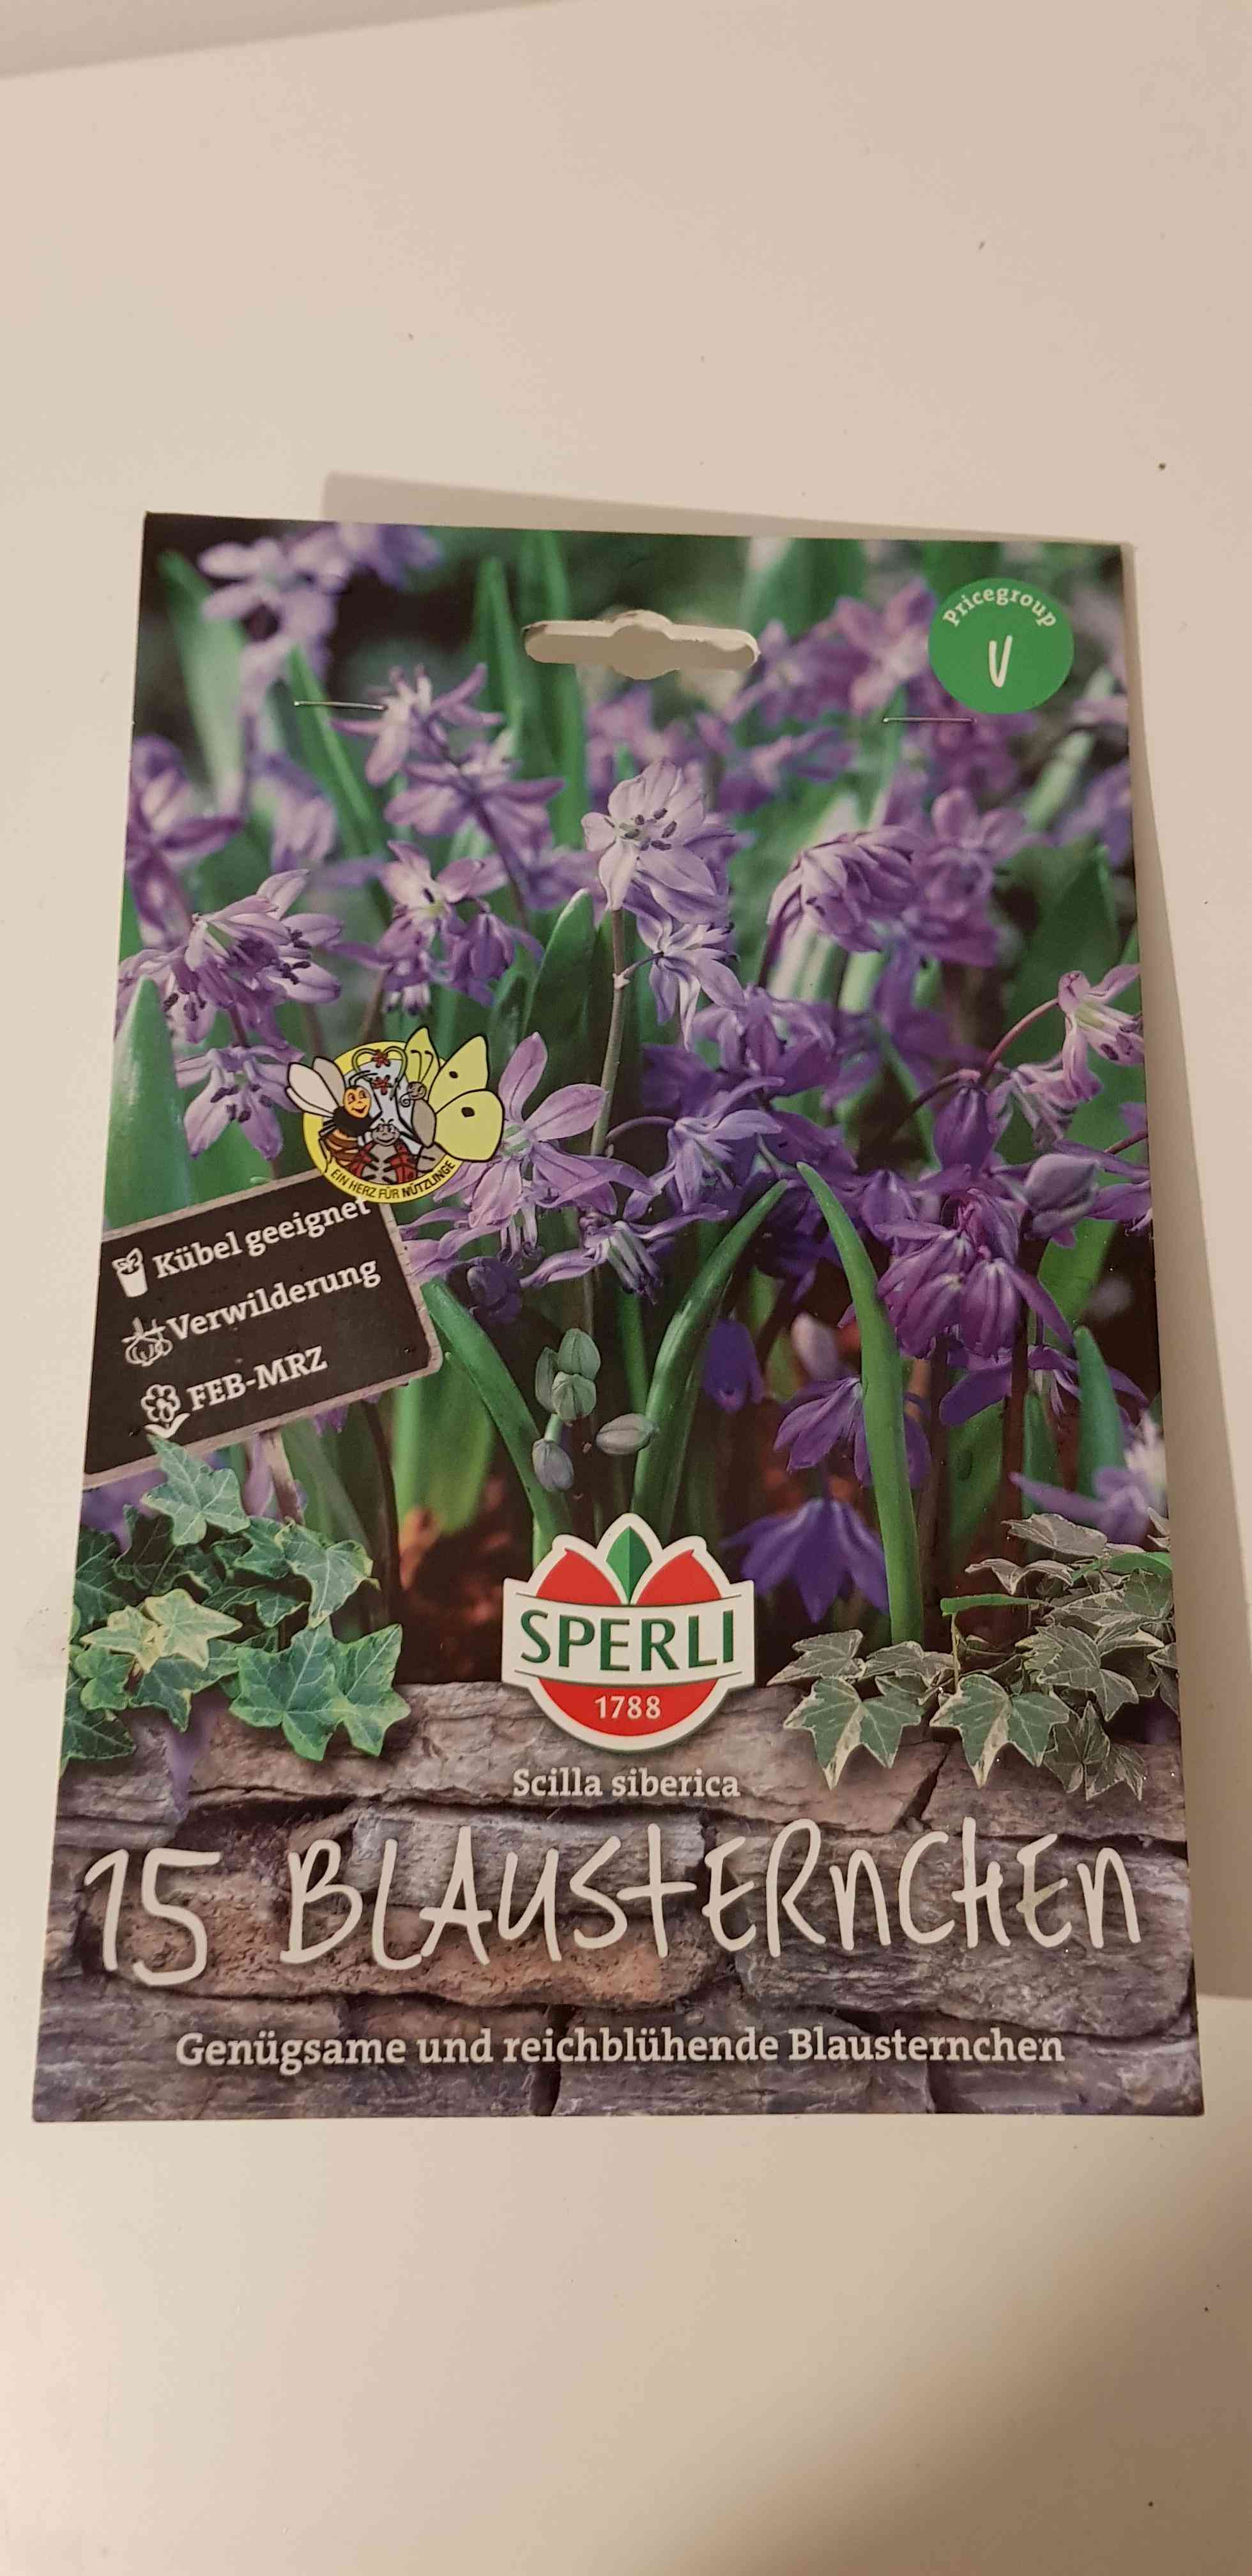 Pricegroup
V
EIN HERZ FÜR NÜTZLINGE
Kübel geeignet
Verwilderung
FEB-MRZ
SPERLI
1788
Scilla siberica
15 BLAUSTERNCHEN
Genügsame und reichblühende Blausternchen